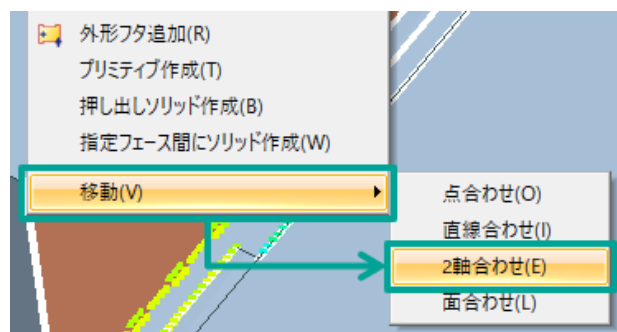 外形フタ追加(R)
プリミティブ作成(T)
押し出しソリッド作成(B)
指定フェース間にソリッド作成(W)
移動(V)
点合わせ(O)
直線合わせ(I)
2軸合わせ(E)
面合わせ(L)